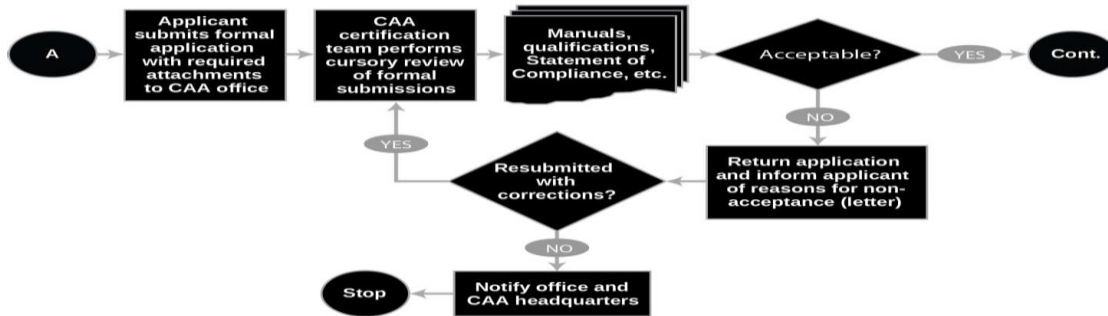 A
Applicant
submits formal
application
with required
attachments
to CAA office
CAA
certification
team performs
cursory review
of formal
submissions
Manuals,
qualifications,
Statement of
Compliance, etc.
Acceptable?
YES
Cont.
NO
Return application
and inform applicant
of reasons for non-
acceptance (letter)
Resubmitted
with
corrections?
YES
NO
Notify office and
CAA headquarters
Stop